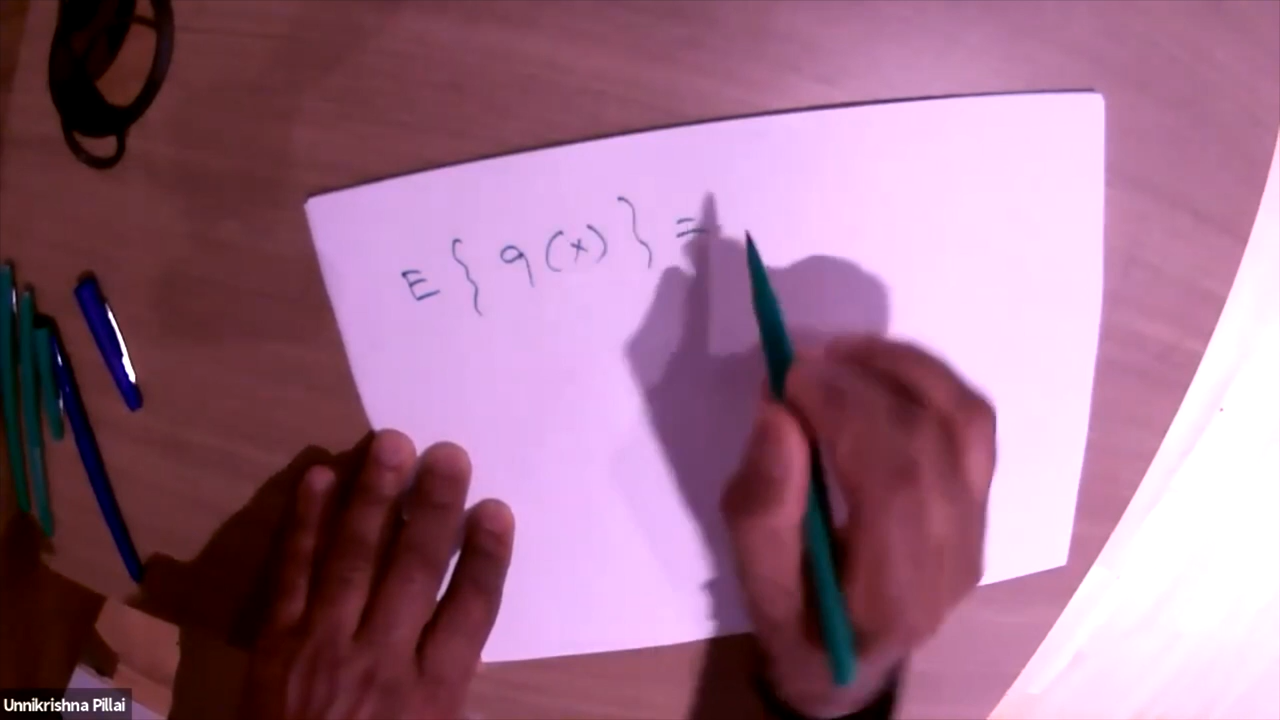 E { g(x) } =
Unnikrishna Pillai